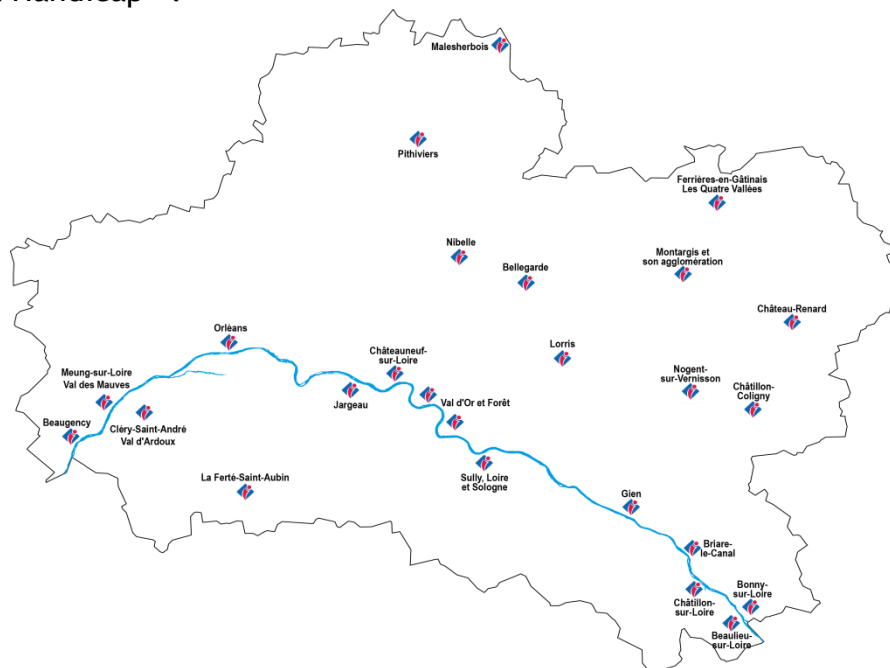 Handicap
Malesherbois
Pithiviers
Ferrières-en-Gâtinais
Les Quatre Vallées
Nibelle
Montargis et
son agglomération
Bellegarde
Château-Renard
Orléans
Châteauneuf-
sur-Loire
Lorris
Meung-sur-Loire
Val des Mauves
Nogent-
sur-Vernisson
Châtillon-
Coligny
Jargeau
Val d'Or et Forêt
Beaugency
Cléry-Saint-André
Val d'Ardoux
La Ferté-Saint-Aubin
Sully, Loire
et Sologne
Gien
Briare-
le-Canal
Bonny-
sur-Loire
Châtillon-
sur-Loire
Beaulieu-
sur-Loire